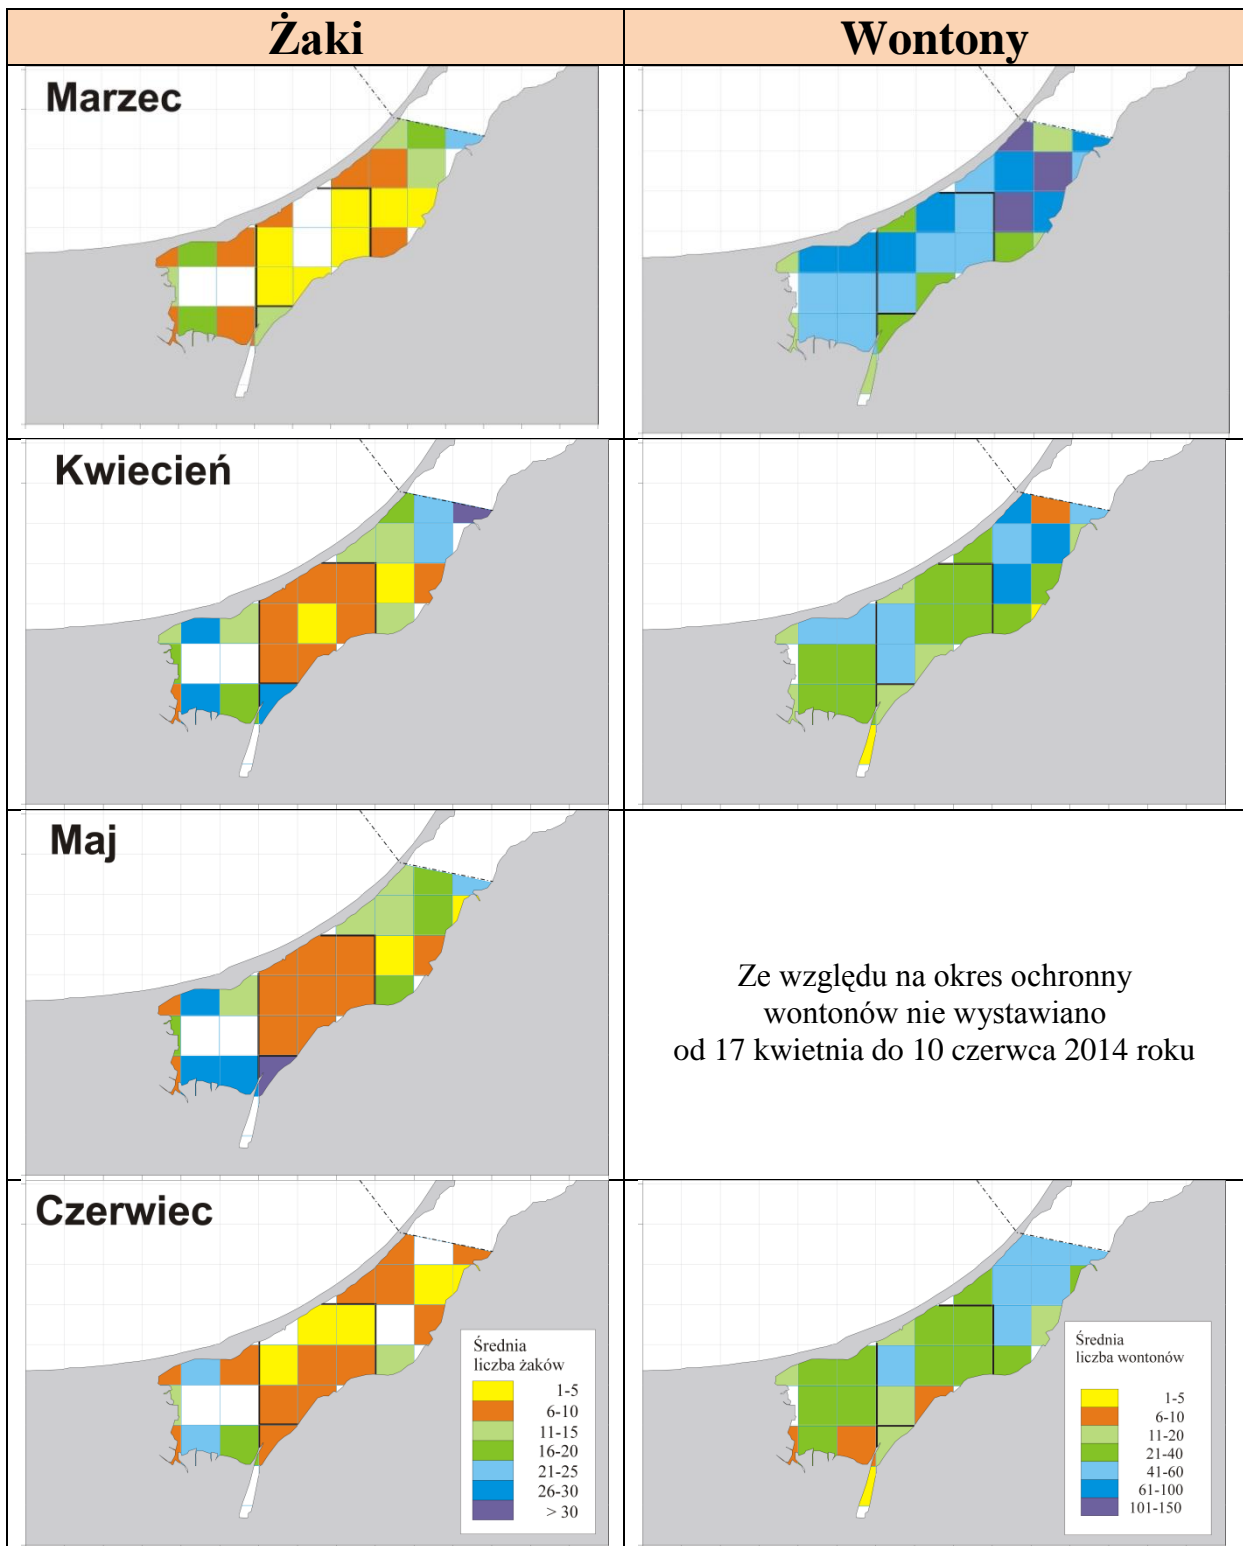 Żaki
Wontony
Marzec
Kwiecień
Maj
Ze względu na okres ochronny
wontonów nie wystawiano
od 17 kwietnia do 10 czerwca 2014 roku
Czerwiec
Średnia
liczba żaków
1-5
6-10
11-15
16-20
21-25
26-30
> 30
Średnia
liczba wontonów
1-5
6-10
11-20
21-40
41-60
61-100
101-150